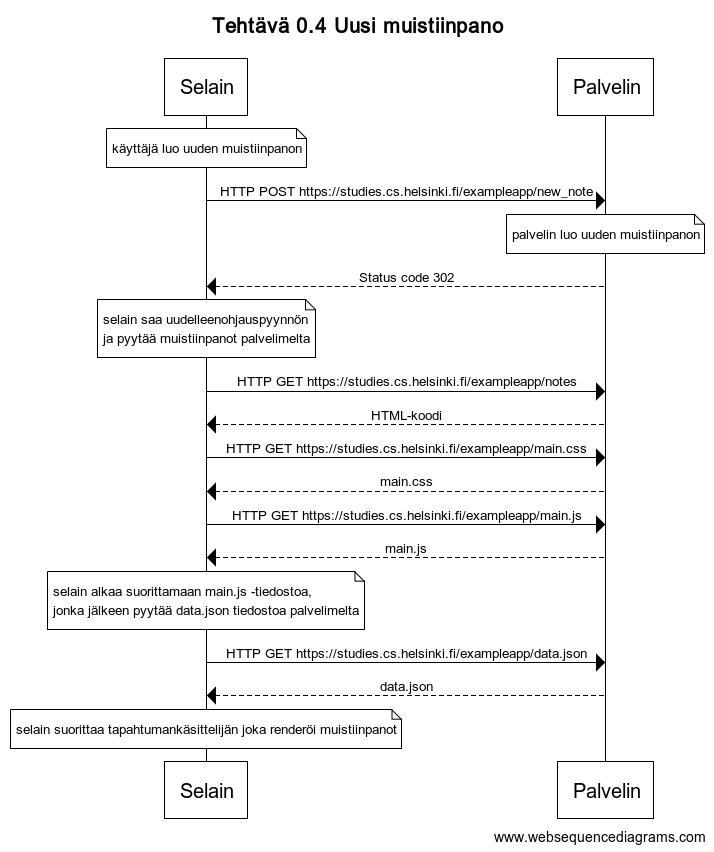 Tehtävä 0.4 Uusi muistiinpano
Selain
Palvelin
käyttäjä luo uuden muistiinpanon
HTTP POST https://studies.cs.helsinki.fi/exampleapp/new_note
palvelin luo uuden muistiinpanon
Status code 302
selain saa uudelleenohjauspyynnön
ja pyytää muistiinpanot palvelimelta
HTTP GET https://studies.cs.helsinki.fi/exampleapp/notes
HTML-koodi
HTTP GET https://studies.cs.helsinki.fi/exampleapp/main.css
main.css
HTTP GET https://studies.cs.helsinki.fi/exampleapp/main.js
main.js
selain alkaa suorittamaan main.js -tiedostoa,
jonka jälkeen pyytää data.json tiedostoa palvelimelta
HTTP GET https://studies.cs.helsinki.fi/exampleapp/data.json
data.json
selain suorittaa tapahtumankäsittelijän joka renderöi muistiinpanot
Selain
Palvelin
www.websequencediagrams.com